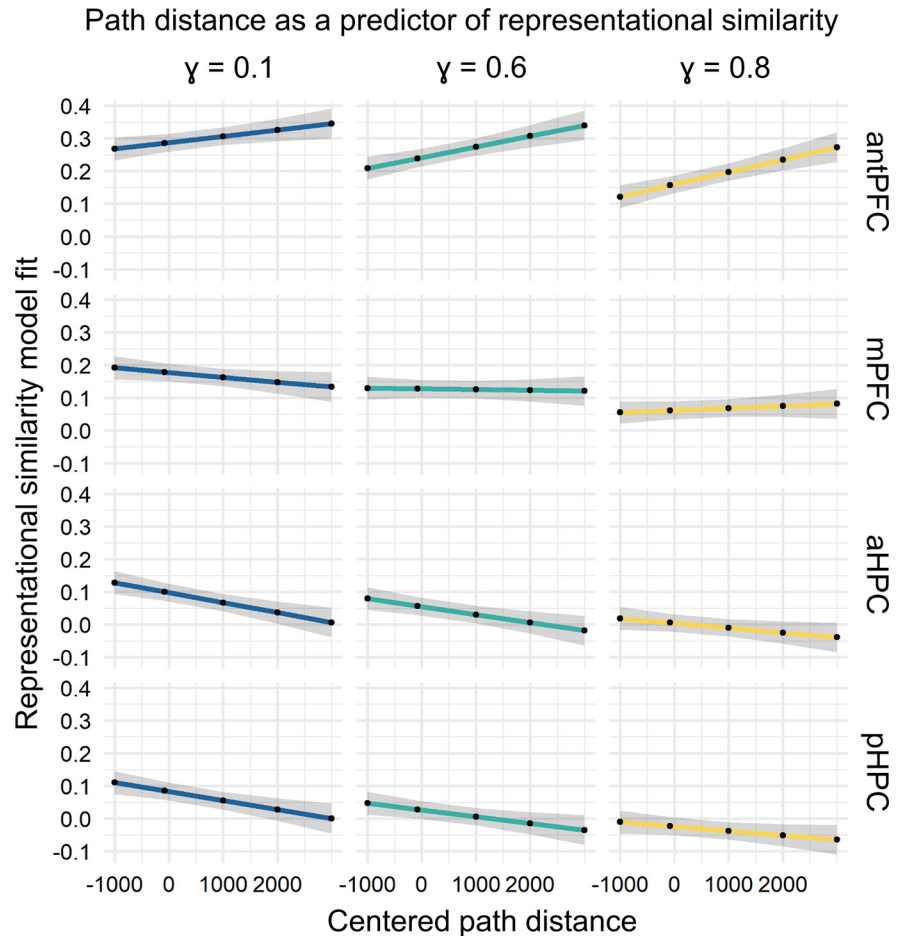 Path distance as a predictor of representational similarity
ɣ = 0.1 ɣ = 0.6 ɣ = 0.8
Representational similarity model fit
0.4
0.3
0.2
0.1
0.0
-0.1
antPFC
0.4
0.3
0.2
0.1
0.0
-0.1
mPFC
0.4
0.3
0.2
0.1
0.0
-0.1
aHPC
0.4
0.3
0.2
0.1
0.0
-0.1
pHPC
-1000 0 1000 2000 -1000 0 1000 2000 -1000 0 1000 2000
Centered path distance